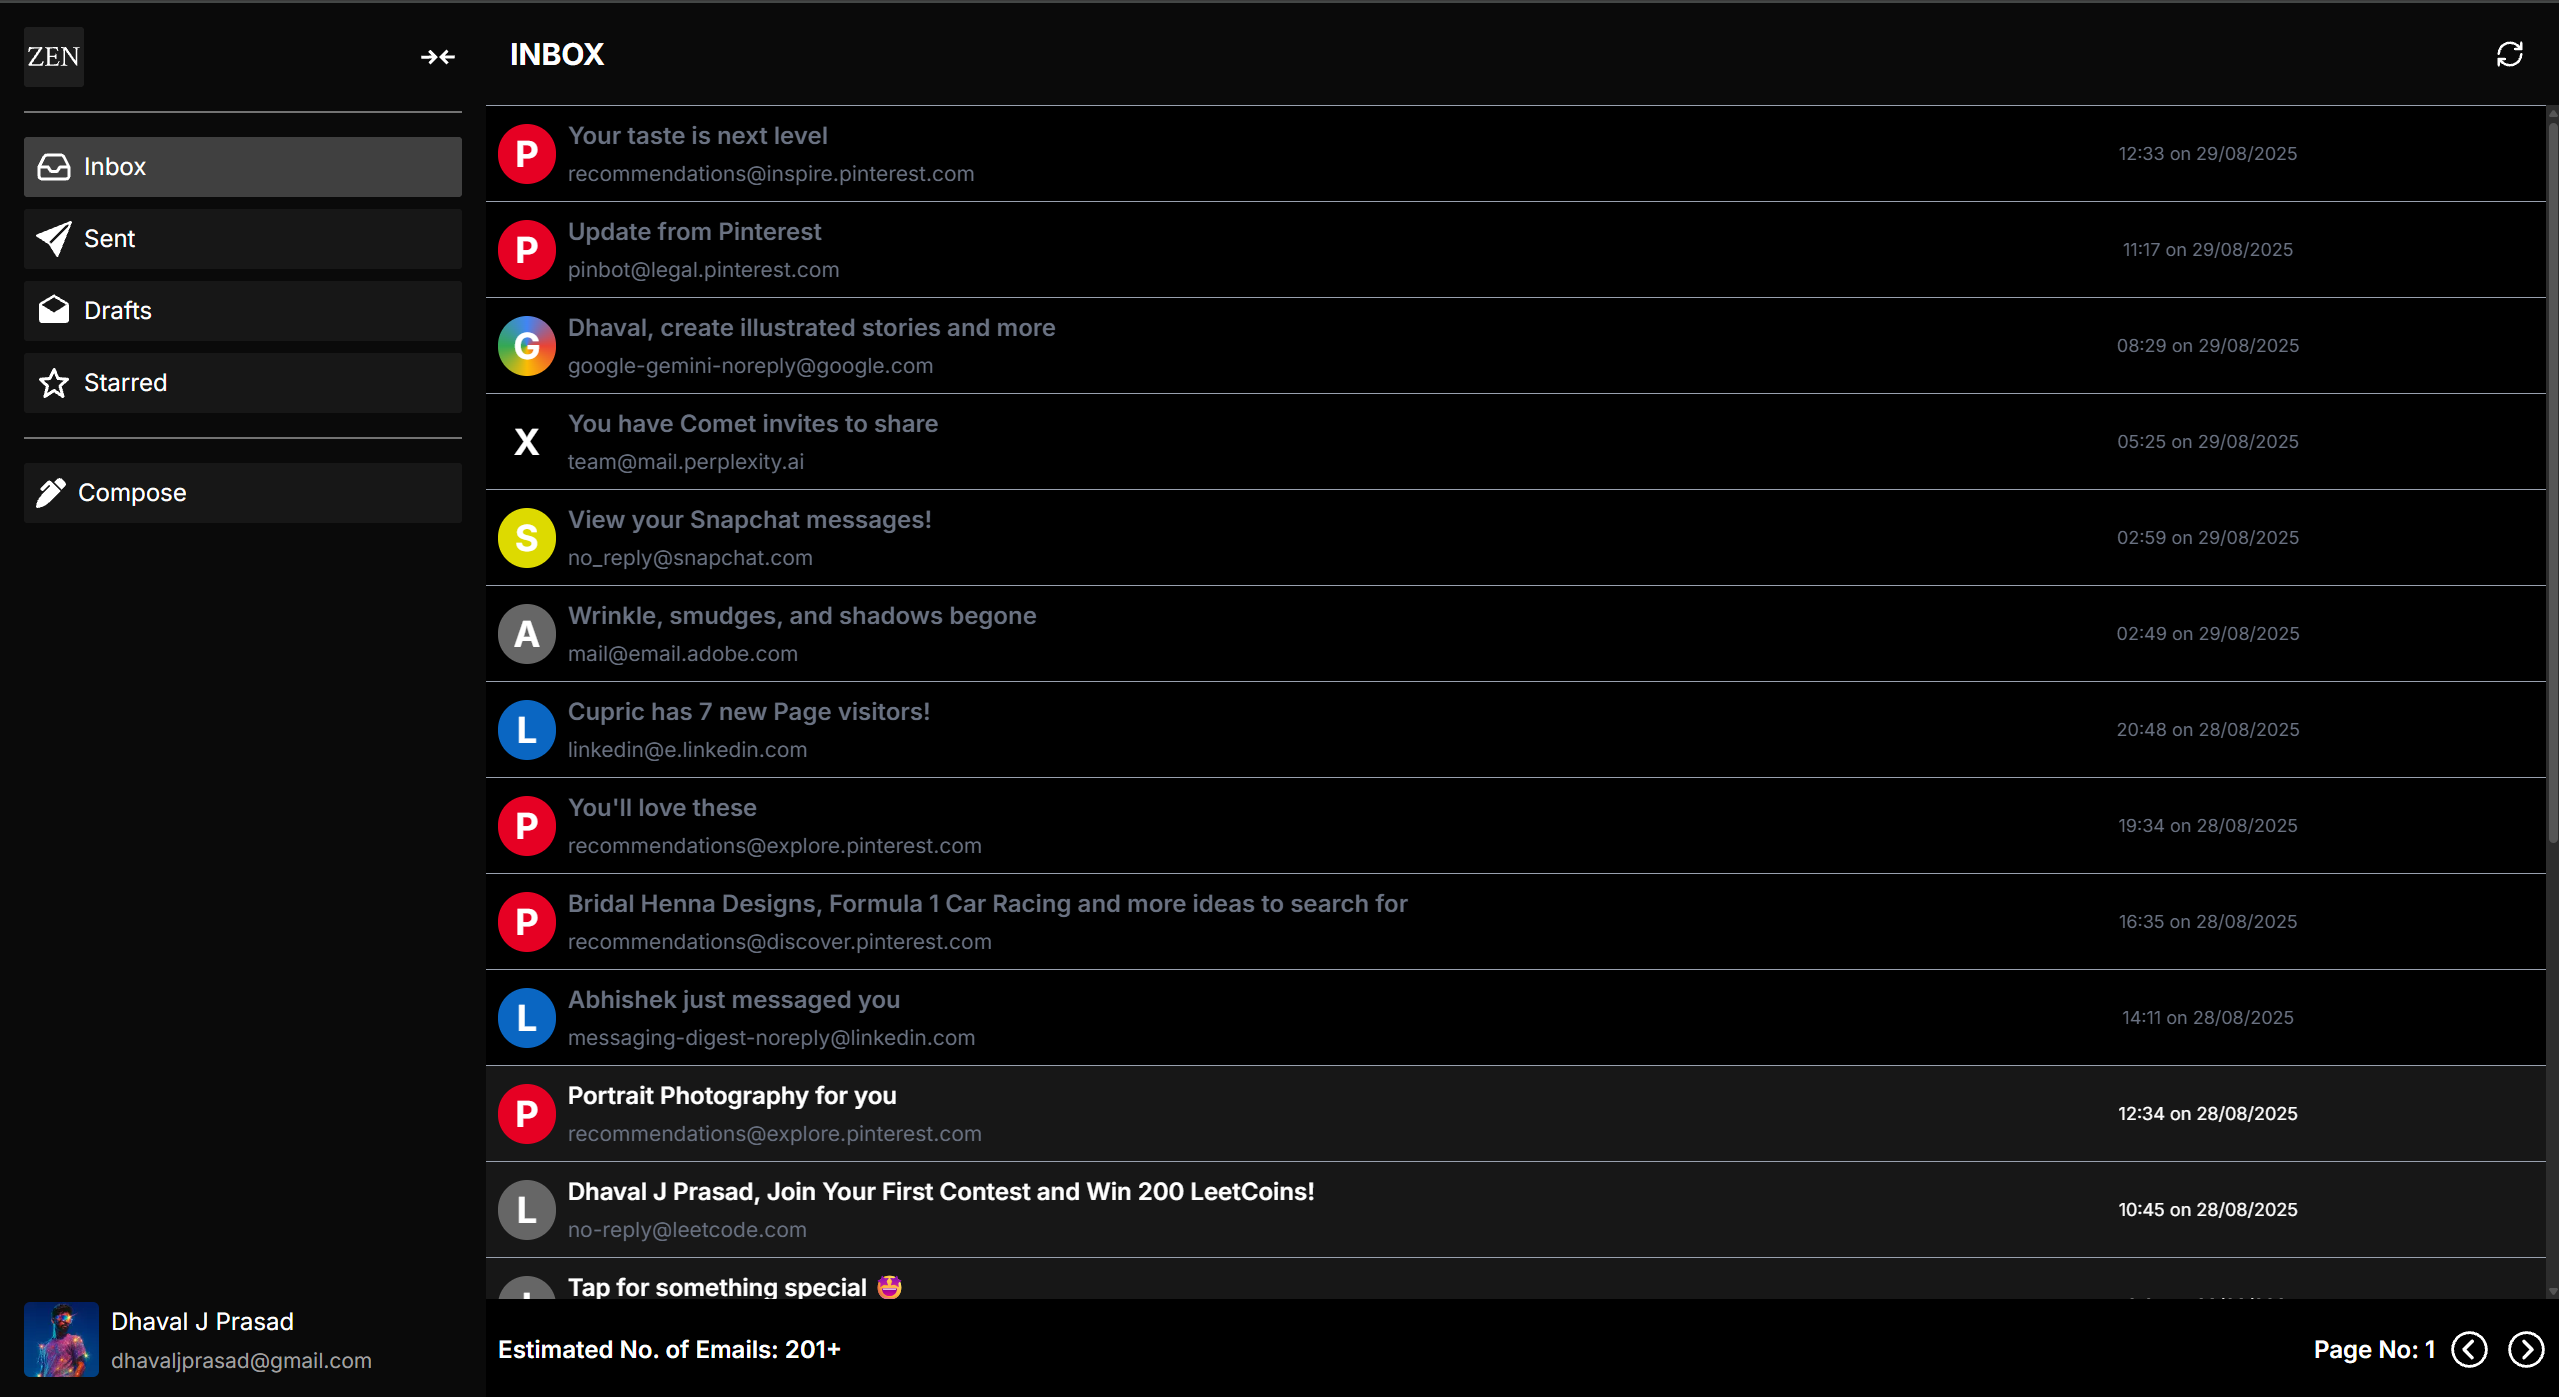 ZEN
INBOX
Inbox
Sent
Drafts
Starred
Compose
P
Your taste is next level
recommendations@inspire.pinterest.com
12:33 on 29/08/2025
P
Update from Pinterest
pinbot@legal.pinterest.com
11:17 on 29/08/2025
G
Dhaval, create illustrated stories and more
google-gemini-noreply@google.com
08:29 on 29/08/2025
X
You have Comet invites to share
team@mail.perplexity.ai
05:25 on 29/08/2025
S
View your Snapchat messages!
no_reply@snapchat.com
02:59 on 29/08/2025
A
Wrinkle, smudges, and shadows begone
mail@email.adobe.com
02:49 on 29/08/2025
L
Cupric has 7 new Page visitors!
linkedin@e.linkedin.com
20:48 on 28/08/2025
P
You'll love these
recommendations@explore.pinterest.com
19:34 on 28/08/2025
P
Bridal Henna Designs, Formula 1 Car Racing and more ideas to search for
recommendations@discover.pinterest.com
16:35 on 28/08/2025
L
Abhishek just messaged you
messaging-digest-noreply@linkedin.com
14:11 on 28/08/2025
P
Portrait Photography for you
recommendations@explore.pinterest.com
12:34 on 28/08/2025
L
Dhaval J Prasad, Join Your First Contest and Win 200 LeetCoins!
no-reply@leetcode.com
10:45 on 28/08/2025
Tap for something special 🤩
Dhaval J Prasad
dhavaljprasad@gmail.com
Estimated No. of Emails: 201+
Page No: 1